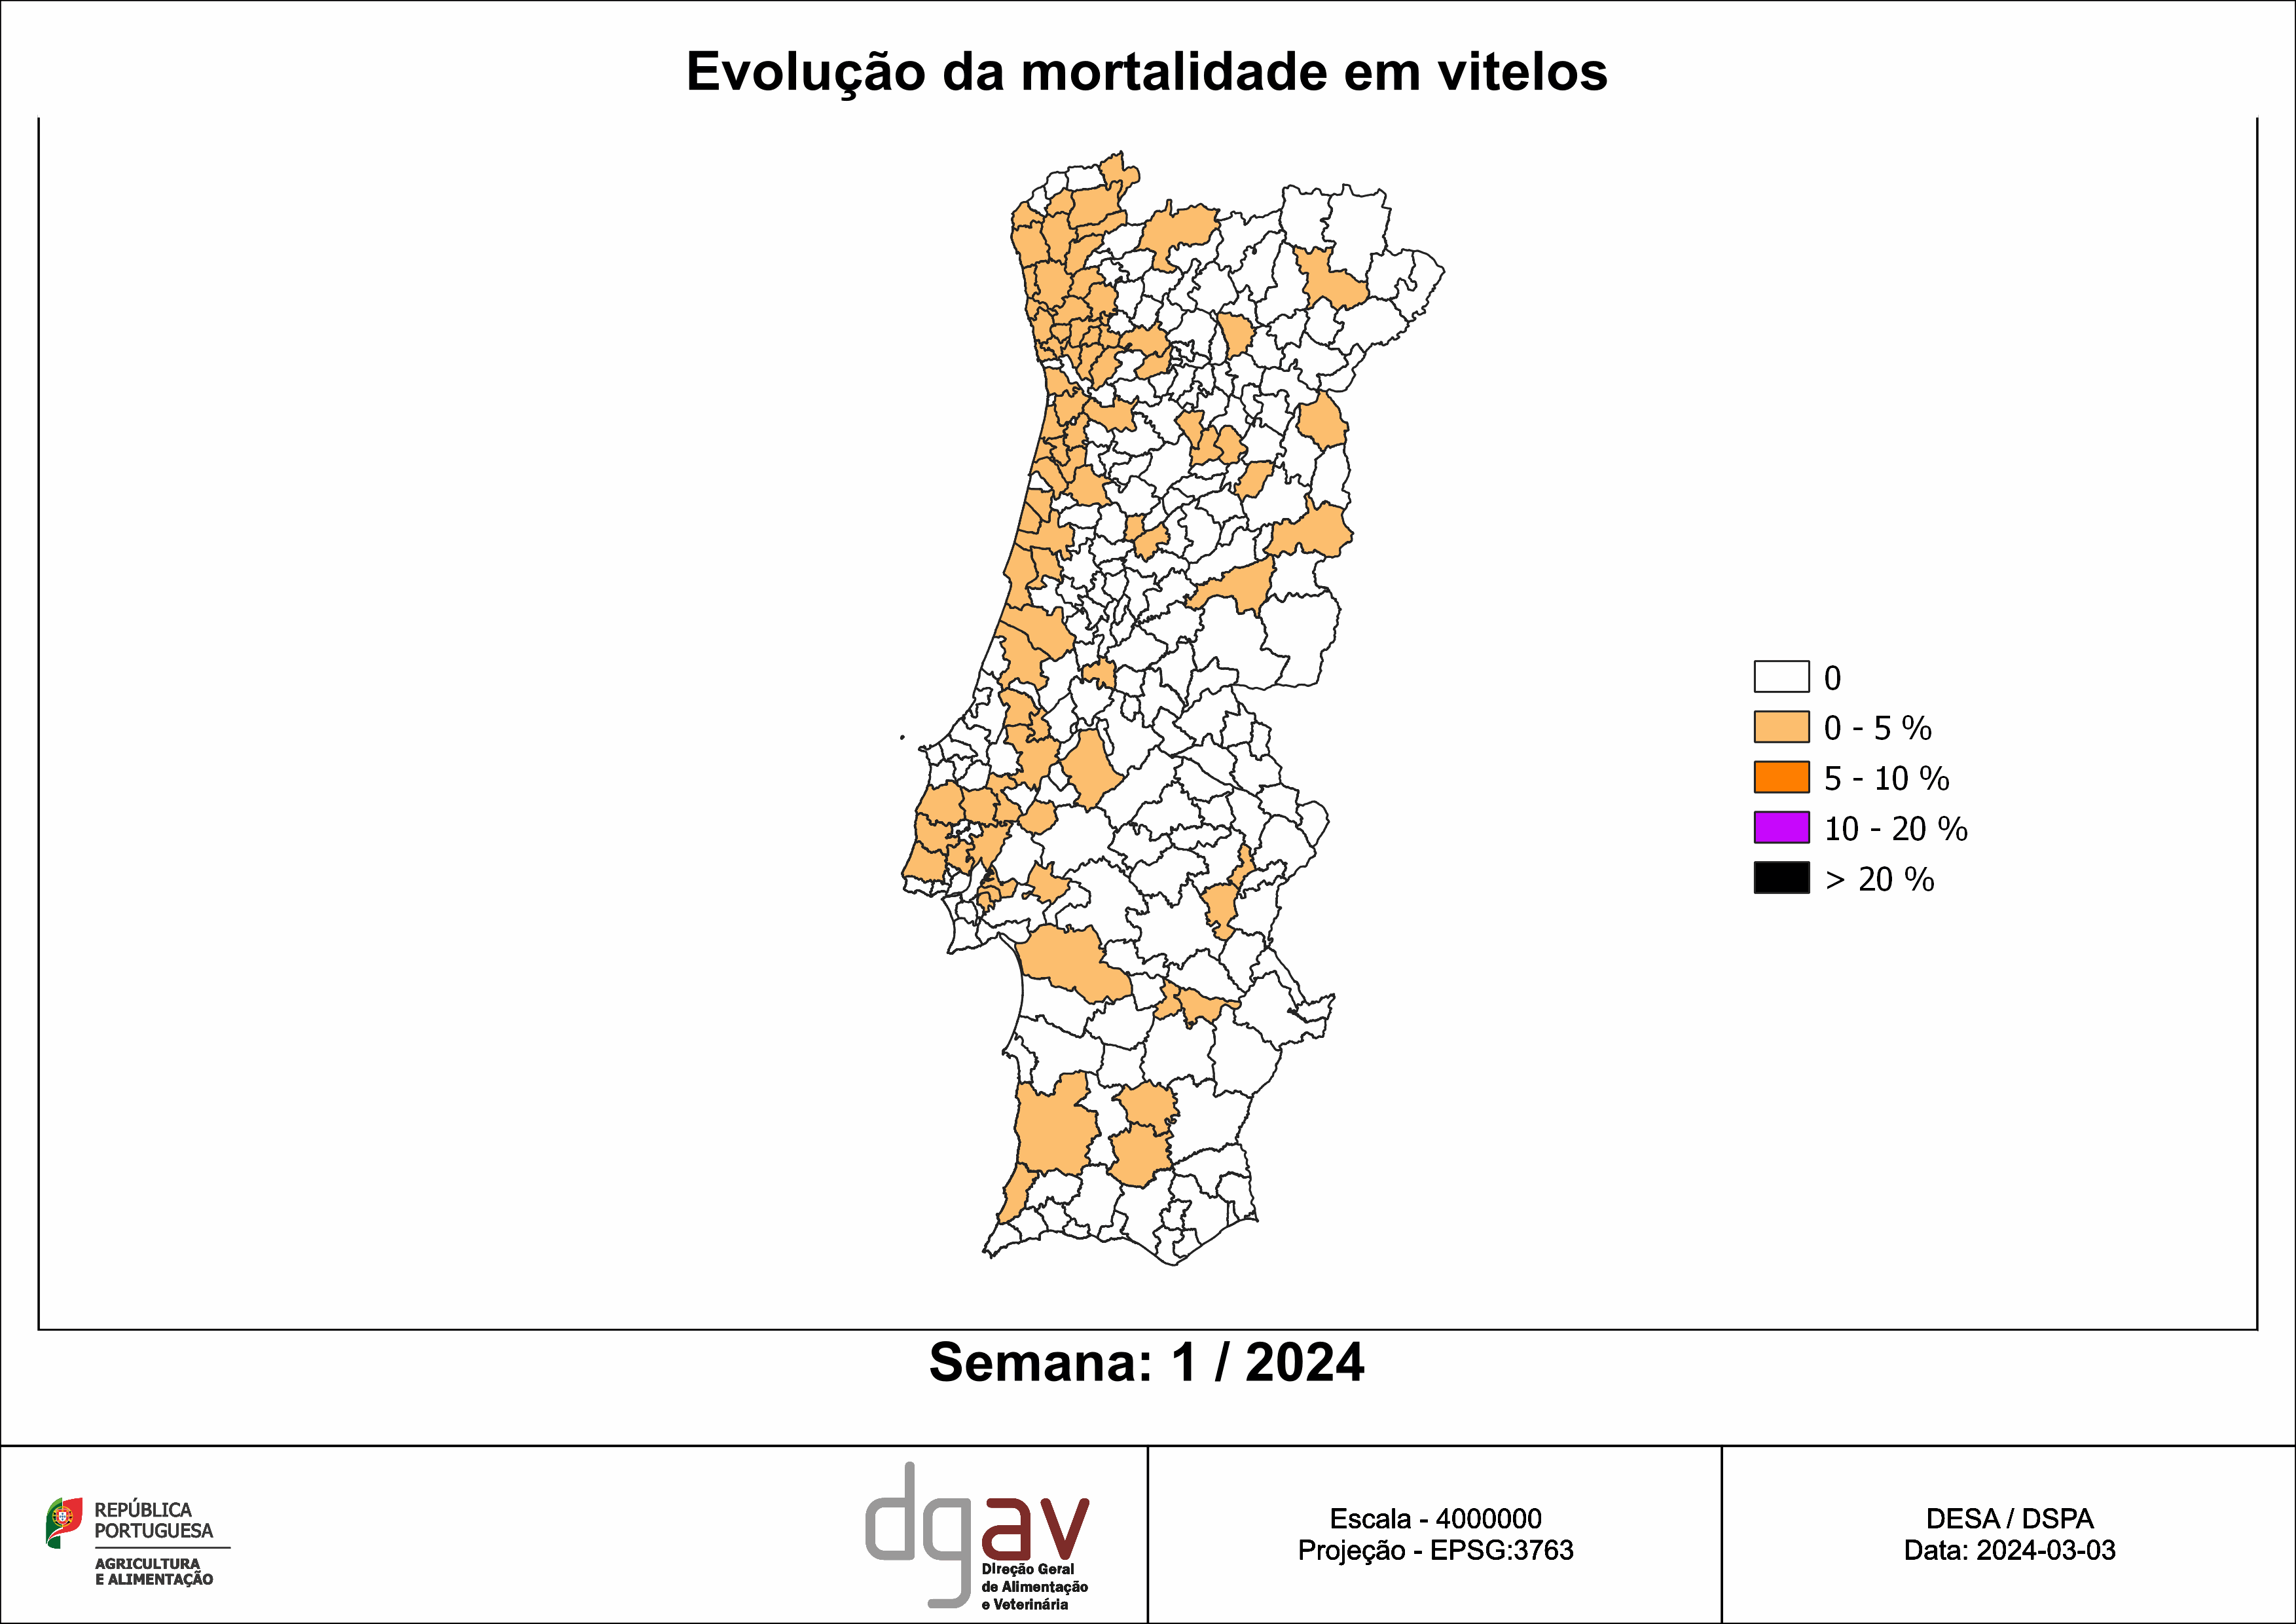 Evolução da mortalidade em vitelos
0
0 - 5 %
5 - 10 %
10 - 20 %
> 20 %
Semana: 1 / 2024
REPÚBLICA
PORTUGUESA
AGRICULTURA
E ALIMENTAÇÃO
dgav
Direção Geral
de Alimentação
e Veterinária
Escala - 4000000
Projeção - EPSG:3763
DESA / DSPA
Data: 2024-03-03